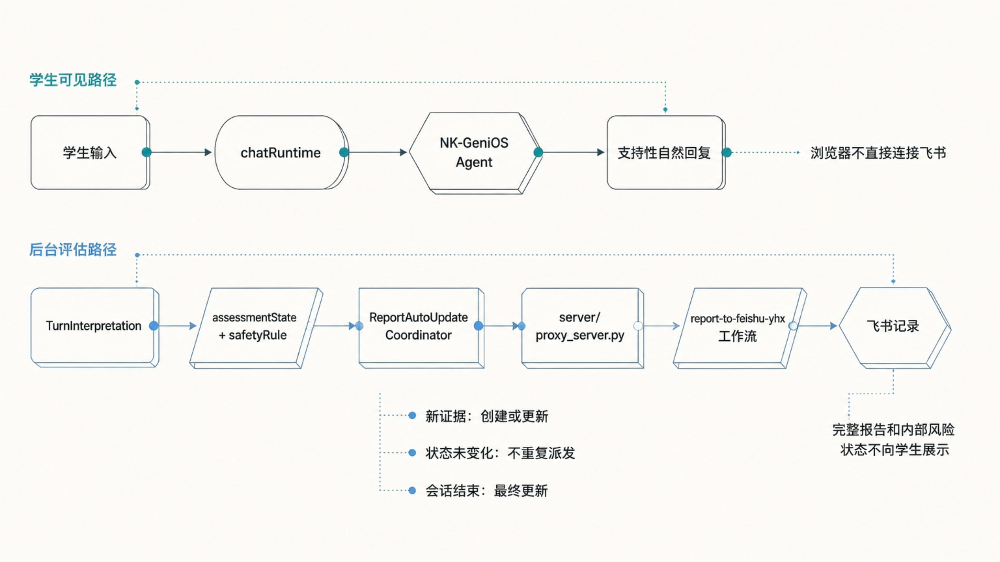 学生可见路径
学生输入
chatRuntime
NK-GeniOS
Agent
支持性自然回复
浏览器不直接连接飞书
后台评估路径
TurnInterpretation
assessmentState
+ safetyRule
ReportAutoUpdate
Coordinator
server/
proxy_server.py
report-to-feishu-yhx
工作流
飞书记录
新证据：创建或更新
状态未变化：不重复派发
会话结束：最终更新
完整报告和内部风险
状态不向学生展示